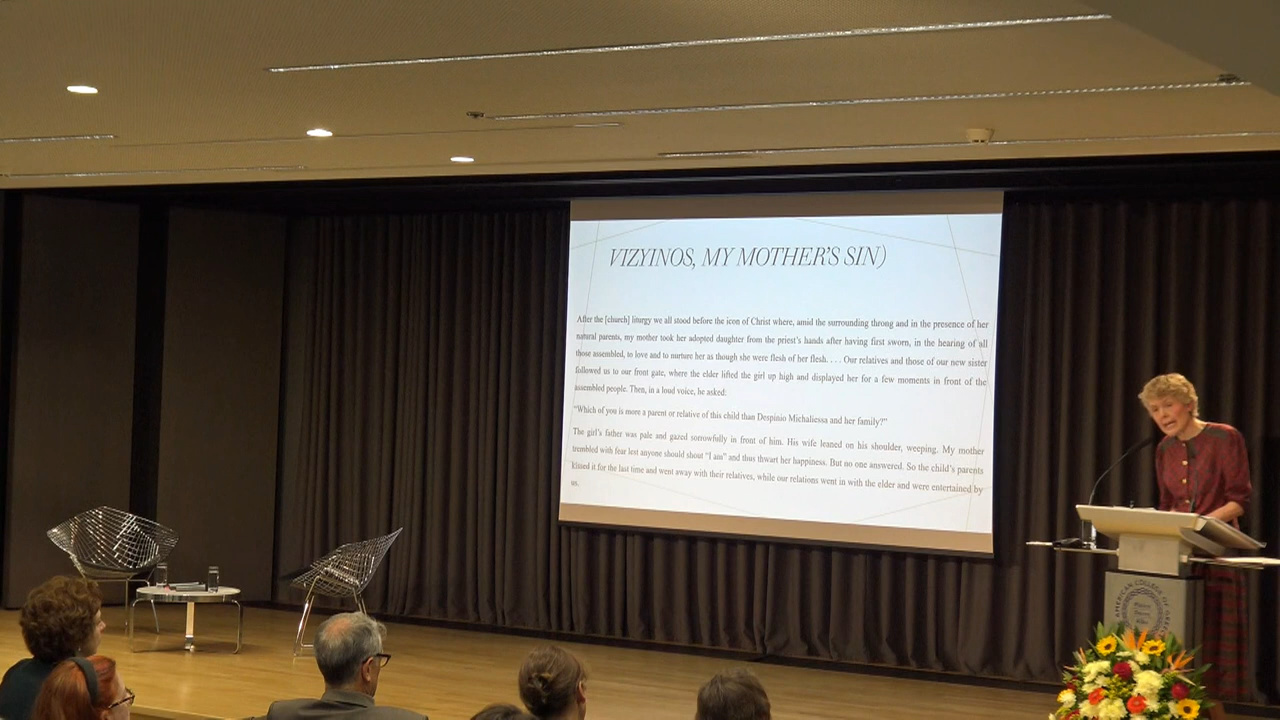 VIZYINOS, MY MOTHER'S SIN)
After the [church] liturgy we all stood before the icon of Christ where, amid the surrounding throng and in the presence of her
natural parents, my mother took her adopted daughter from the priest's hands after having first sworn, in the hearing of all
those assembled, to love and to nurture her as though she were flesh of her flesh. . . . Our relatives and those of our new sister
followed us to our front gate, where the elder lifted the girl up high and displayed her for a few moments in front of the
assembled people. Then, in a loud voice, he asked:
"Which of you is more a parent or relative of this child than Despinio Michaliessa and her family?"
The girl's father was pale and gazed sorrowfully in front of him. His wife leaned on his shoulder, weeping. My mother
trembled with fear lest anyone should shout "I am" and thus thwart her happiness. But no one answered. So the child's parents
kissed it for the last time and went away with their relatives, while our relations went in with the elder and were entertained by
us.
AMERICAN COLLEGE OF GREECE